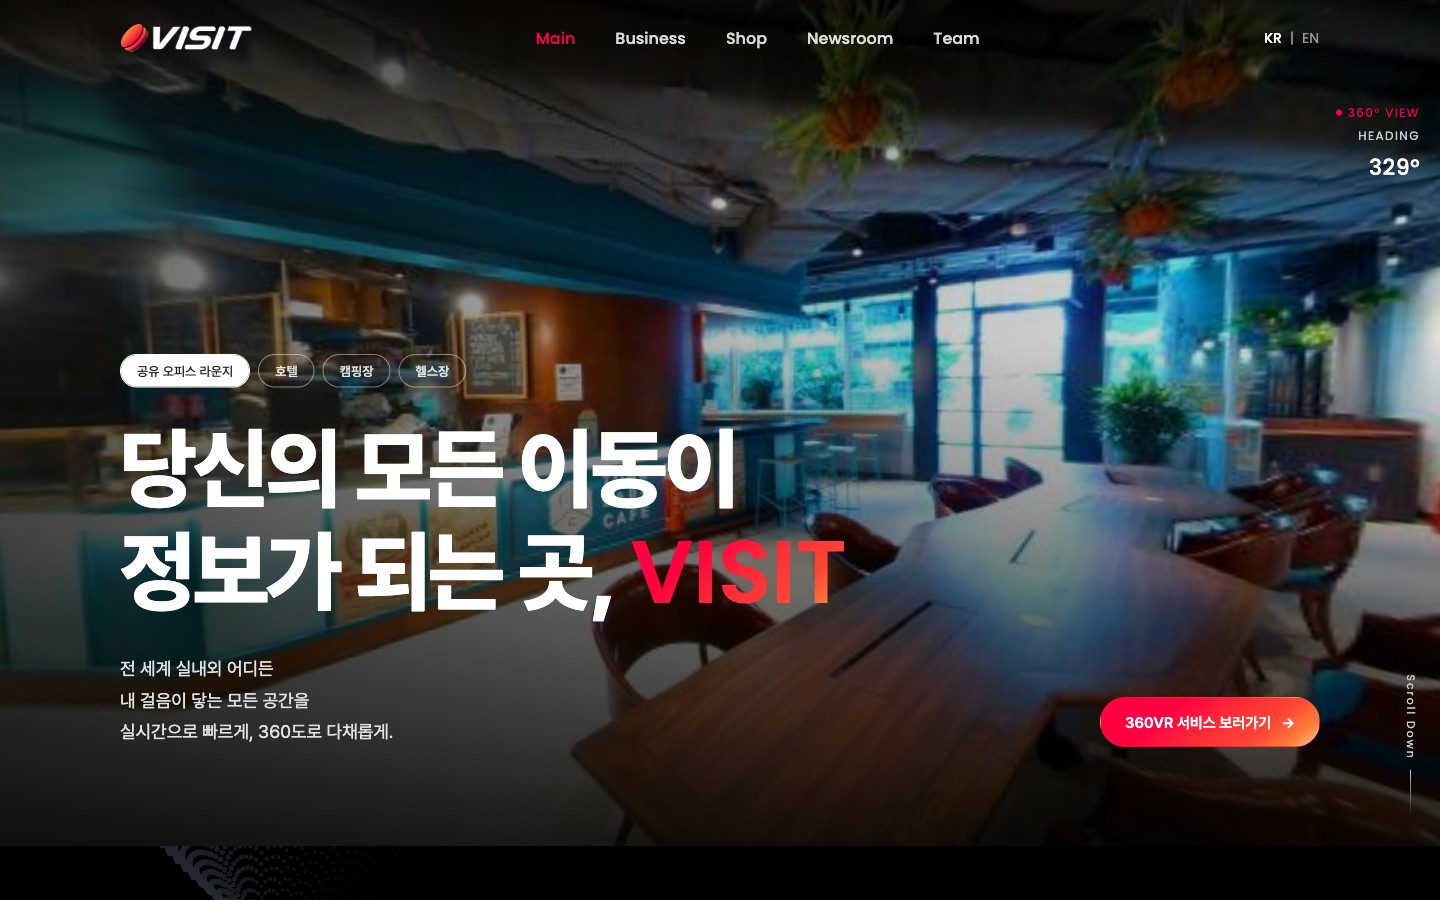 VISIT
Main
Business
Shop
Newsroom
Team
KR | EN
360° VIEW
HEADING
329°
공유 오피스 라운지
호텔
캠핑장
헬스장
당신의 모든 이동이
정보가 되는 곳, VISIT
CAFE
전 세계 실내외 어디든
내 걸음이 닿는 모든 공간을
실시간으로 빠르게, 360도로 다채롭게.
360VR 서비스 보러가기 →
Scroll Down